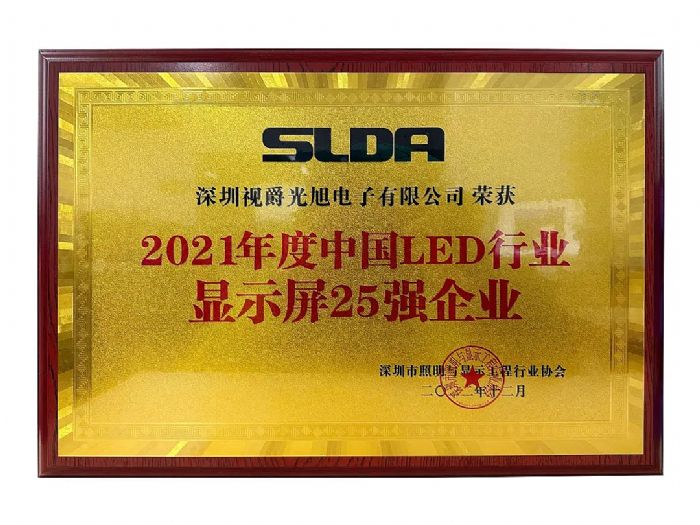 SLDA
深圳视爵光旭电子有限公司 荣获
2021年度中国LED行业
显示屏25强企业
深圳市照明与显示工程行业协会
二〇二二年十二月